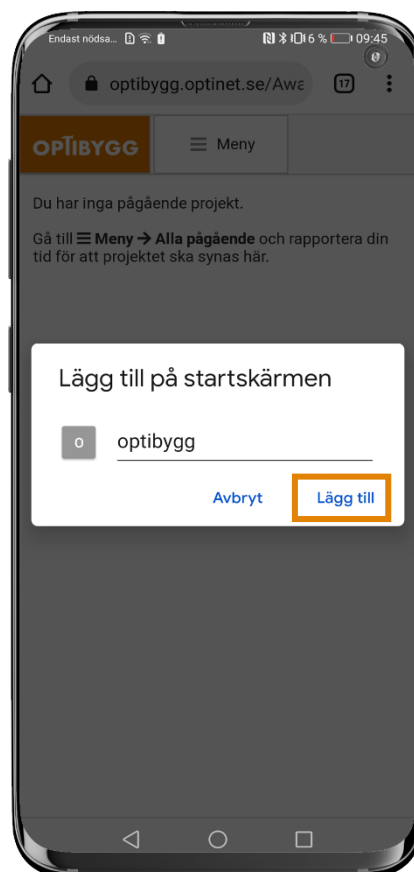 Endast nödsa... 6 % 09:45
optibygg.optinet.se/Awa 17
OPTIBYGG Meny
Du har inga pågående projekt.
Gå till ☰ Meny → Alla pågående och rapportera din
tid för att projektet ska synas här.
Lägg till på startskärmen
o optibygg
Avbryt Lägg till